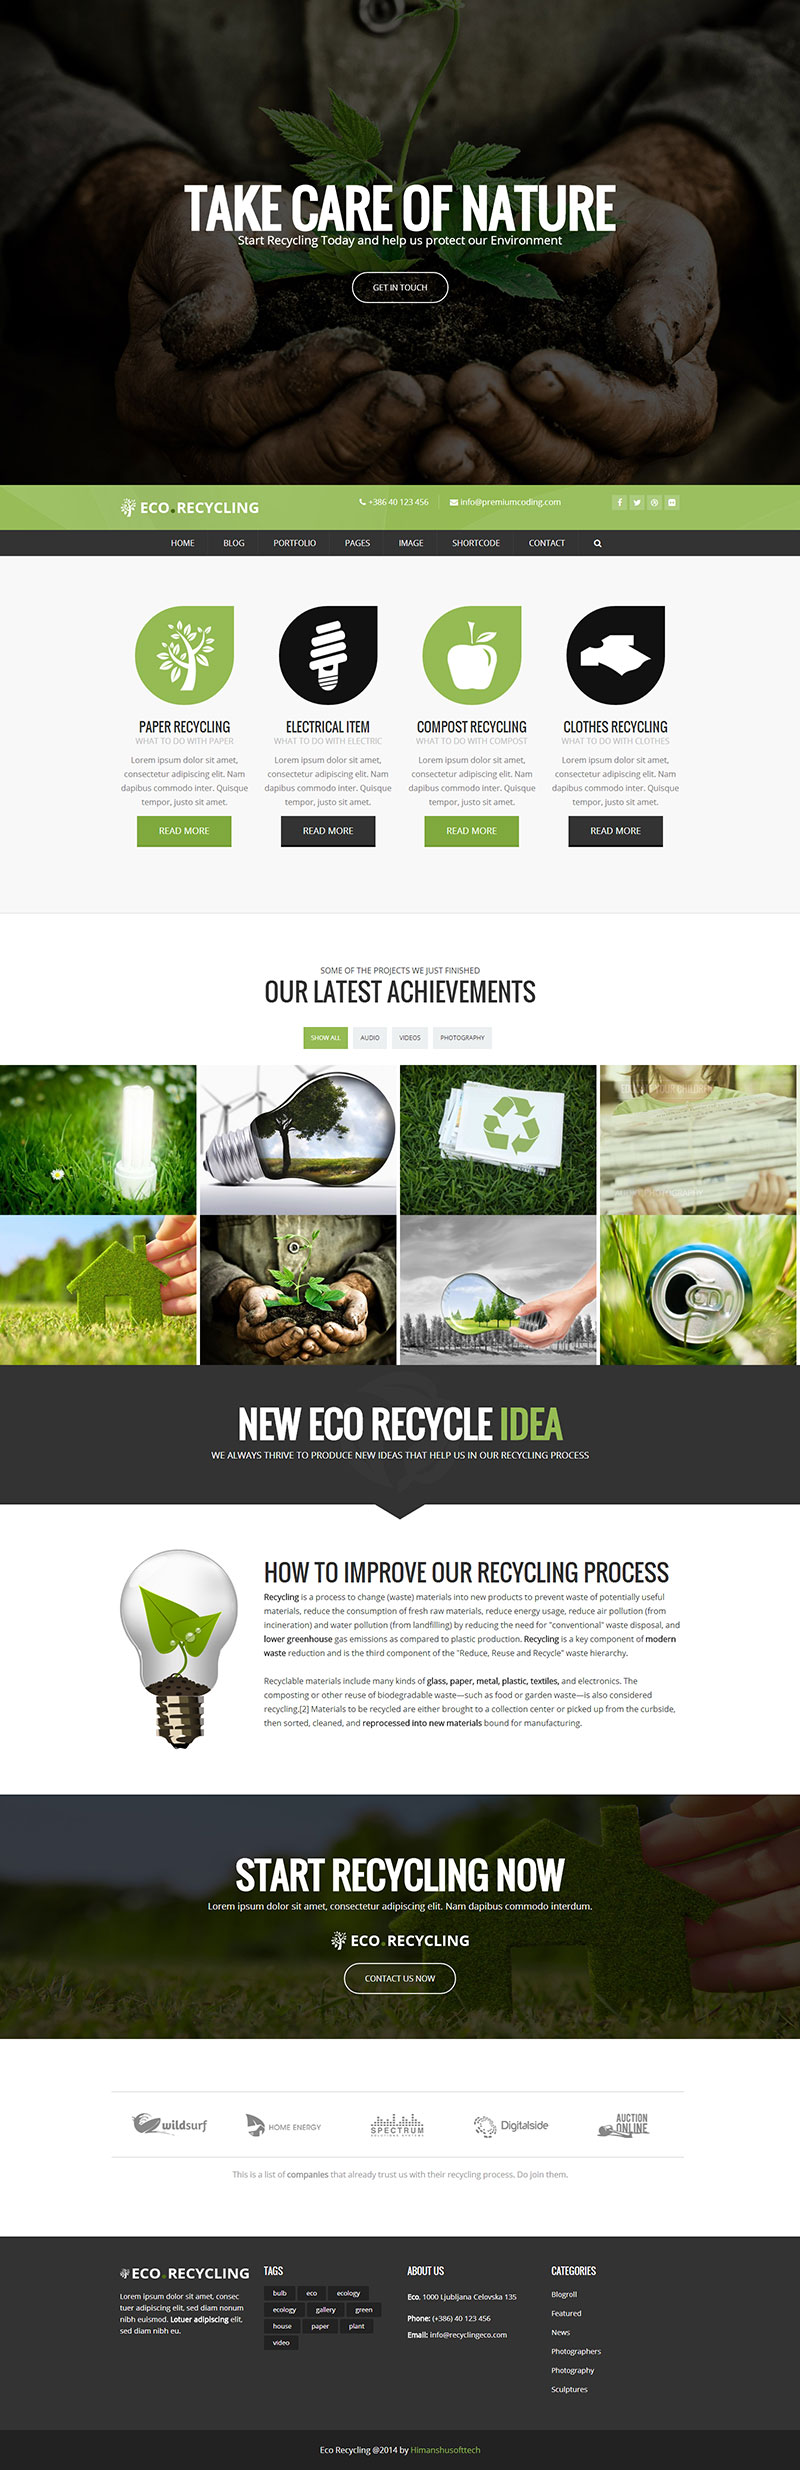 TAKE CARE OF NATURE
Start Recycling Today and help us protect our Environment
GET IN TOUCH
ECO.RECYCLING
+386 40 123 456
info@premiumcoding.com
HOME BLOG PORTFOLIO PAGES IMAGE SHORTCODE CONTACT
PAPER RECYCLING
WHAT TO DO WITH PAPER
Lorem ipsum dolor sit amet,
consectetur adipiscing elit. Nam
dapibus commodo inter. Quisque
tempor, justo sit amet.
READ MORE
ELECTRICAL ITEM
WHAT TO DO WITH ELECTRIC
Lorem ipsum dolor sit amet,
consectetur adipiscing elit. Nam
dapibus commodo inter. Quisque
tempor, justo sit amet.
READ MORE
COMPOST RECYCLING
WHAT TO DO WITH COMPOST
Lorem ipsum dolor sit amet,
consectetur adipiscing elit. Nam
dapibus commodo inter. Quisque
tempor, justo sit amet.
READ MORE
CLOTHES RECYCLING
WHAT TO DO WITH CLOTHES
Lorem ipsum dolor sit amet,
consectetur adipiscing elit. Nam
dapibus commodo inter. Quisque
tempor, justo sit amet.
READ MORE
SOME OF THE PROJECTS WE JUST FINISHED
OUR LATEST ACHIEVEMENTS
SHOW ALL AUDIO VIDEOS PHOTOGRAPHY
YOUR CHILDREN
PHOTOGRAPHY
NEW ECO RECYCLE IDEA
WE ALWAYS THRIVE TO PRODUCE NEW IDEAS THAT HELP US IN OUR RECYCLING PROCESS
HOW TO IMPROVE OUR RECYCLING PROCESS
Recycling is a process to change (waste) materials into new products to prevent waste of potentially useful
materials, reduce the consumption of fresh raw materials, reduce energy usage, reduce air pollution (from
incineration) and water pollution (from landfilling) by reducing the need for "conventional" waste disposal, and
lower greenhouse gas emissions as compared to plastic production. Recycling is a key component of modern
waste reduction and is the third component of the "Reduce, Reuse and Recycle" waste hierarchy.
Recyclable materials include many kinds of glass, paper, metal, plastic, textiles, and electronics. The
composting or other reuse of biodegradable waste—such as food or garden waste—is also considered
recycling.[2] Materials to be recycled are either brought to a collection center or picked up from the curbside,
then sorted, cleaned, and reprocessed into new materials bound for manufacturing.
START RECYCLING NOW
Lorem ipsum dolor sit amet, consectetur adipiscing elit. Nam dapibus commodo interdum.
ECO.RECYCLING
CONTACT US NOW
wildsurf
HOME ENERGY
SPECTRUM
SOLUTIONS SYSTEMS
Digitalside
AUCTION
ONLINE
This is a list of companies that already trust us with their recycling process. Do join them.
ECO.RECYCLING
Lorem ipsum dolor sit amet, consec
tuer adipiscing elit, sed diam nonum
nibh euismod. Lotuer adipiscing elit,
sed diam nibh eu.
TAGS
bulb eco ecology
ecology gallery green
house paper plant
video
ABOUT US
Eco, 1000 Ljubljana Celovska 135
Phone: (+386) 40 123 456
Email: info@recyclingeco.com
CATEGORIES
Blogroll
Featured
News
Photographers
Photography
Sculptures
Eco Recycling @2014 by Himanshusofttech